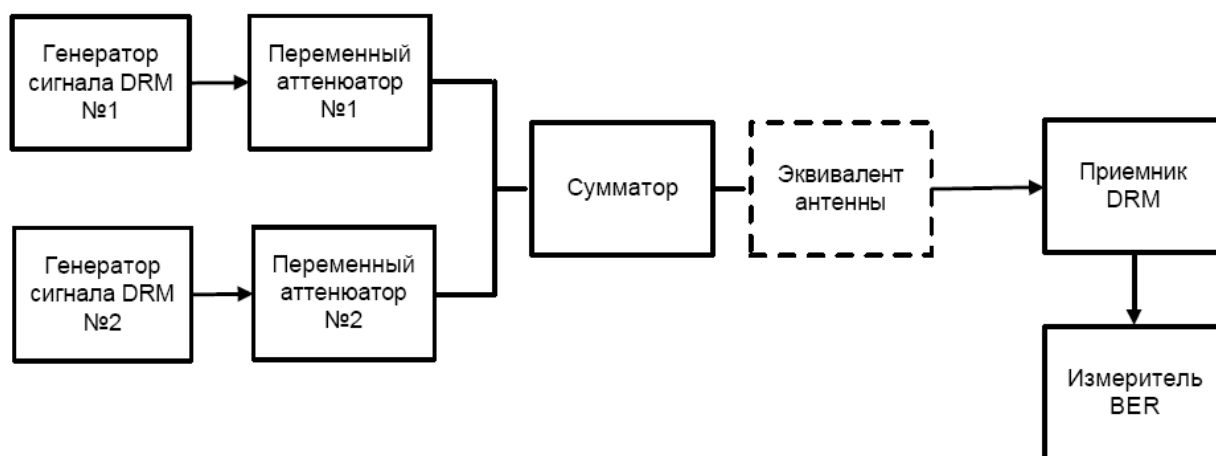 Генератор
сигнала DRM
№1
Переменный
аттенюатор
№1
Генератор
сигнала DRM
№2
Переменный
аттенюатор
№2
Сумматор
Эквивалент
антенны
Приемник
DRM
Измеритель
BER